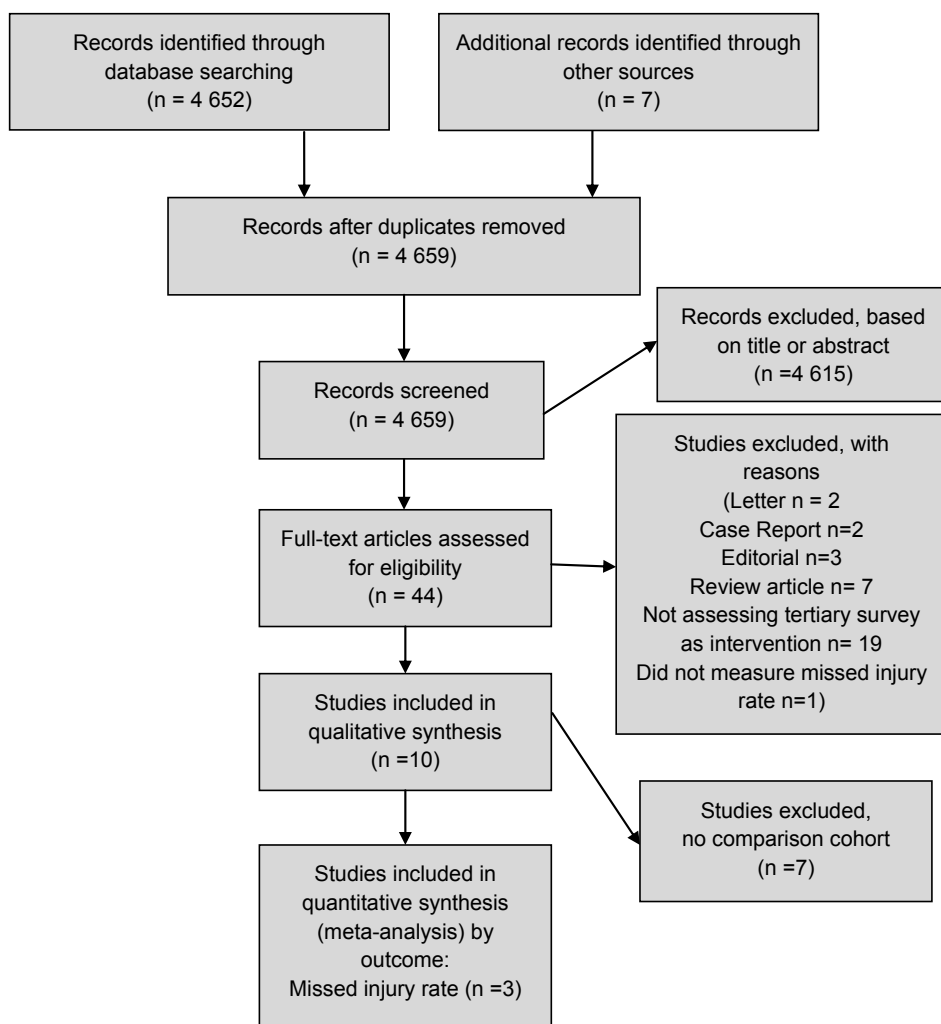 Records identified through
database searching
(n = 4 652)
Additional records identified through
other sources
(n = 7)
Records after duplicates removed
(n = 4 659)
Records excluded, based
on title or abstract
(n =4 615)
Records screened
(n = 4 659)
Studies excluded, with
reasons
(Letter n = 2
Case Report n=2
Editorial n=3
Review article n= 7
Not assessing tertiary survey
as intervention n= 19
Did not measure missed injury
rate n=1)
Full-text articles assessed
for eligibility
(n = 44)
Studies included in
qualitative synthesis
(n =10)
Studies excluded,
no comparison cohort
(n =7)
Studies included in
quantitative synthesis
(meta-analysis) by
outcome:
Missed injury rate (n =3)